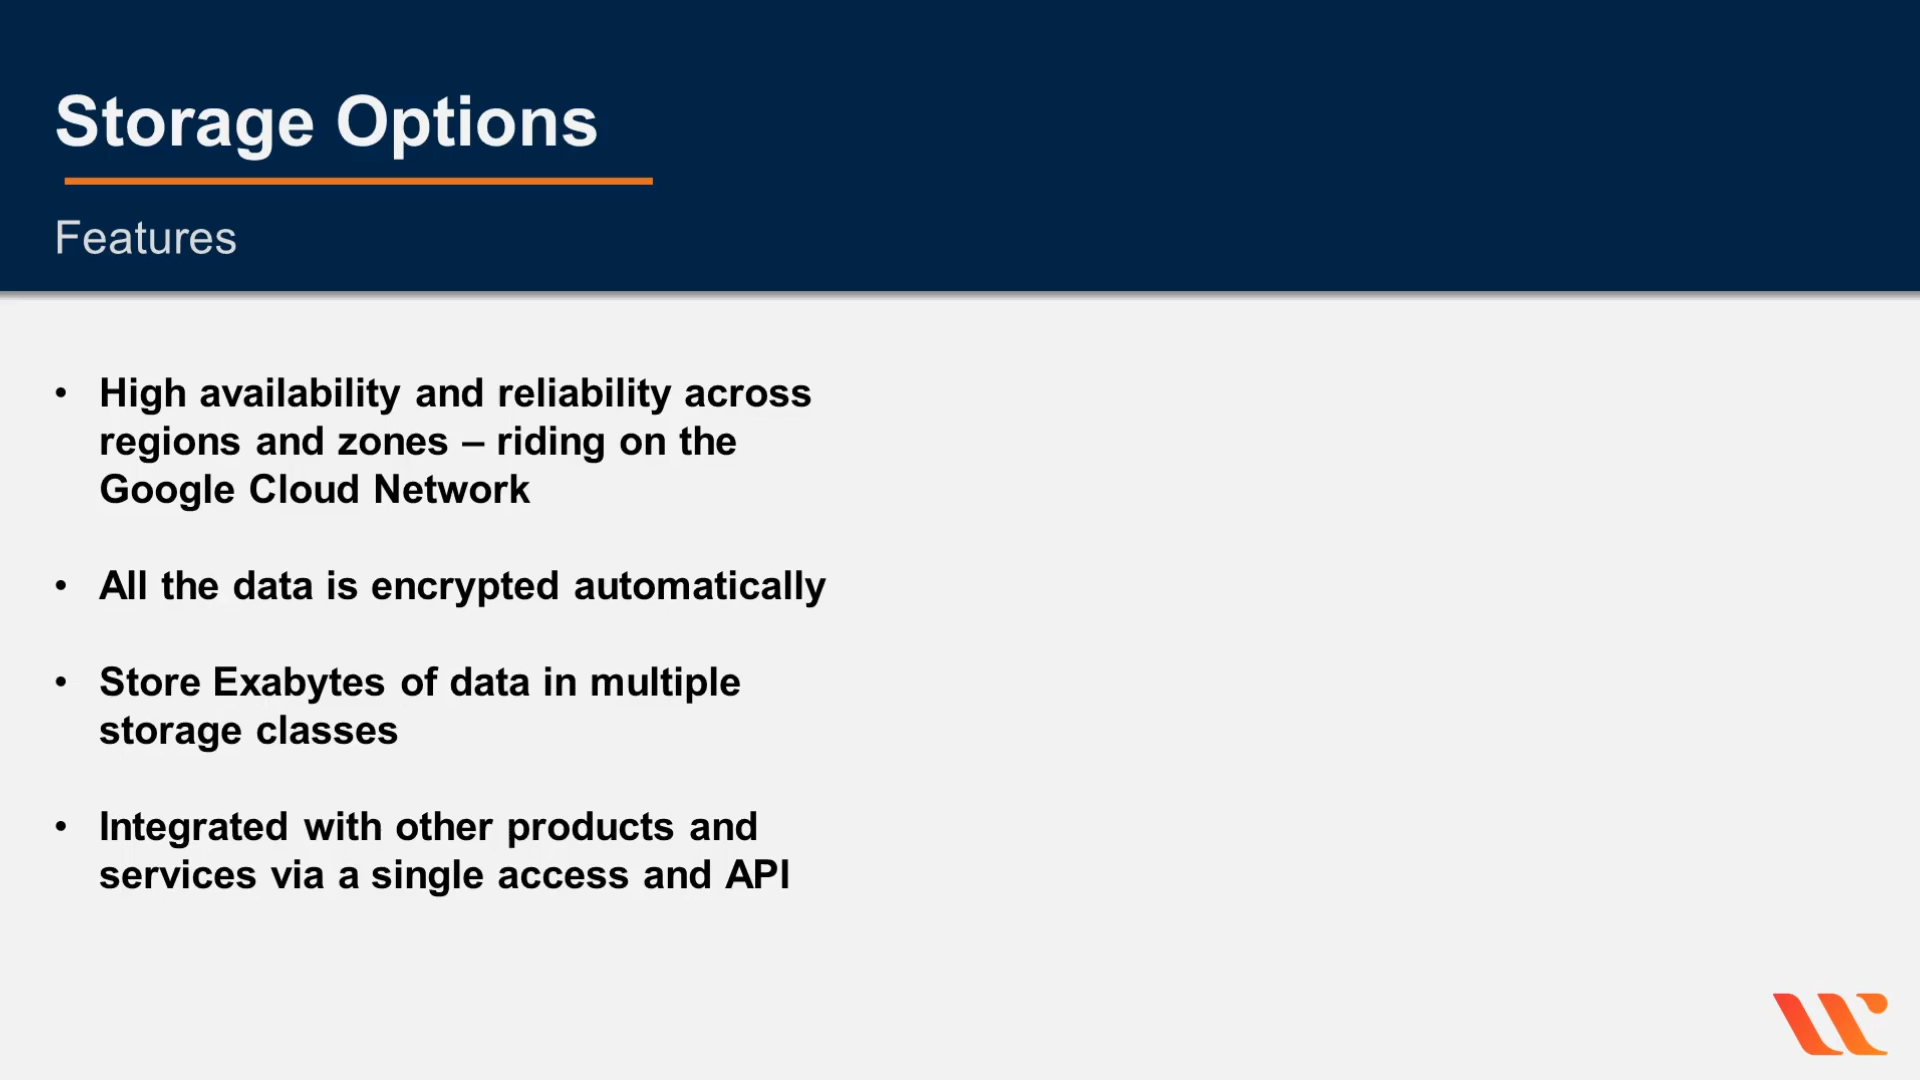 Storage Options
Features
• High availability and reliability across
regions and zones – riding on the
Google Cloud Network
• All the data is encrypted automatically
• Store Exabytes of data in multiple
storage classes
• Integrated with other products and
services via a single access and API